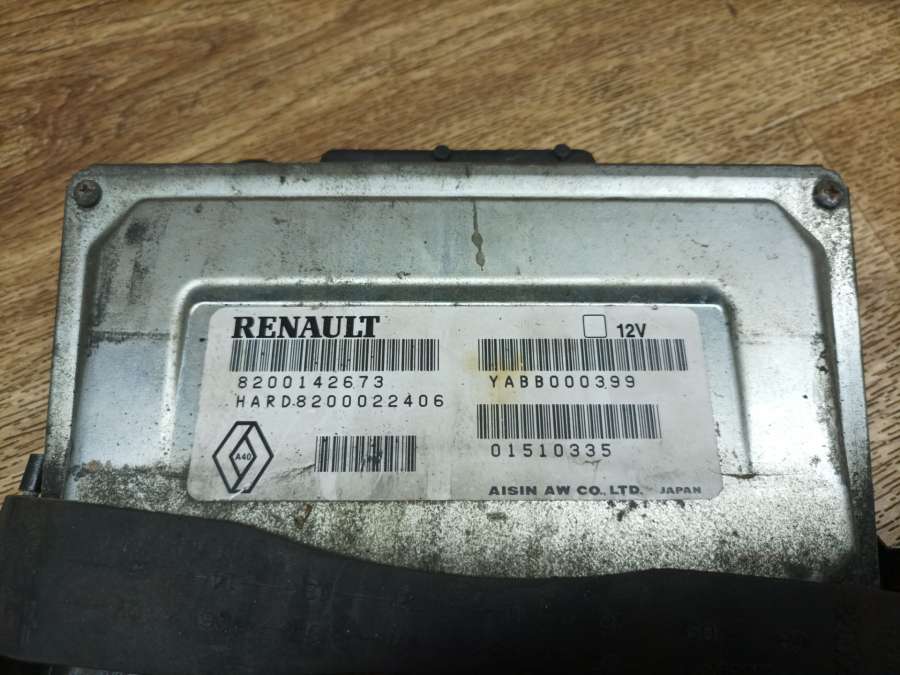 RENAULT
12V
8200142673
YABB000399
HARD8200022406
A40
01510335
AISIN AW CO., LTD. JAPAN